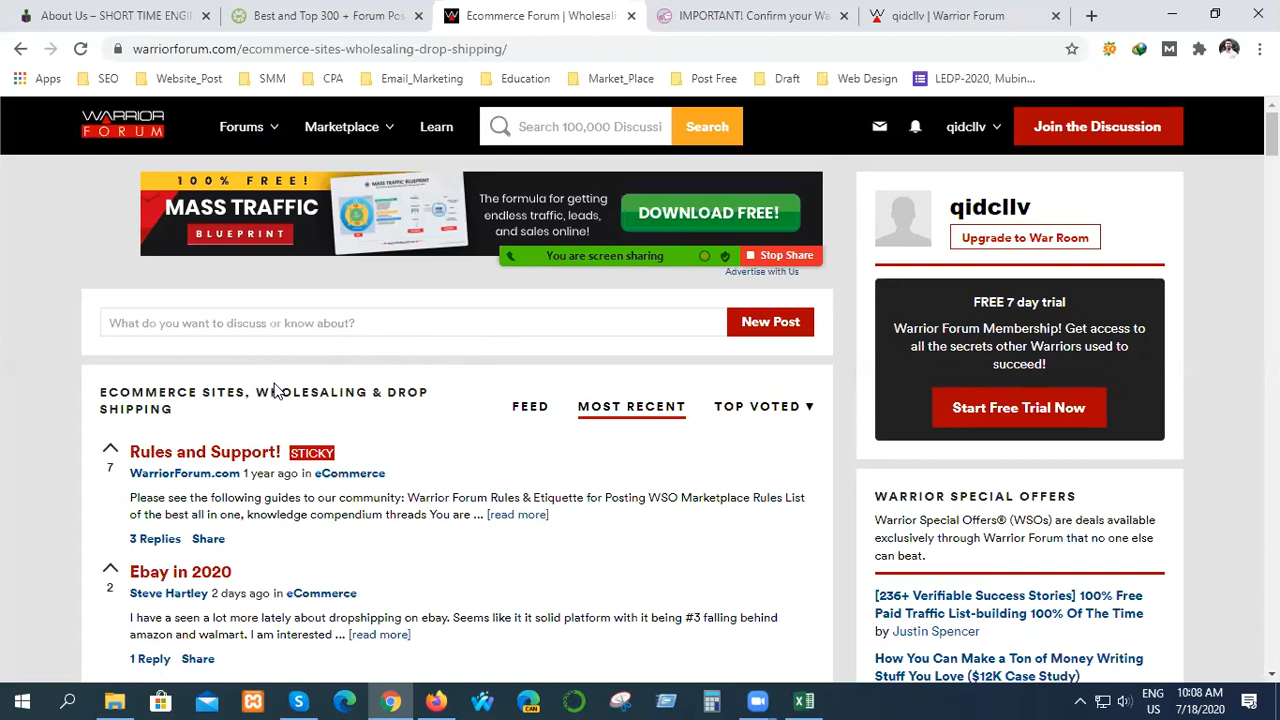 About Us – SHORT TIME ENG
Best and Top 300 + Forum Pos
Ecommerce Forum | Wholesali
IMPORTANT! Confirm your Wa
qidcllv | Warrior Forum
warriorforum.com/ecommerce-sites-wholesaling-drop-shipping/
Apps SEO Website_Post SMM! CPA Email_Marketing Education Market_Place Post Free Draft Web Design LEDP-2020, Mubin...
WARRIOR FORUM
Forums Marketplace Learn Search 100,000 Discussi Search qidcllv Join the Discussion
100% FREE!
MASS TRAFFIC
BLUEPRINT
MASS TRAFFIC BLUEPRINT
The formula for getting
endless traffic, leads,
and sales online!
DOWNLOAD FREE!
You are screen sharing Stop Share
Advertise with Us
What do you want to discuss or know about? New Post
ECOMMERCE SITES, WHOLESALING & DROP
SHIPPING
FEED MOST RECENT TOP VOTED ▼
Rules and Support! STICKY
7
WarriorForum.com 1 year ago in eCommerce
Please see the following guides to our community: Warrior Forum Rules & Etiquette for Posting WSO Marketplace Rules List
of the best all in one, knowledge compendium threads You are ... [read more]
3 Replies Share
Ebay in 2020
2
Steve Hartley 2 days ago in eCommerce
I have a seen a lot more lately about dropshipping on ebay. Seems like it it solid platform with it being #3 falling behind
amazon and walmart. I am interested ... [read more]
1 Reply Share
qidcllv
Upgrade to War Room
FREE 7 day trial
Warrior Forum Membership! Get access to
all the secrets other Warriors used to
succeed!
Start Free Trial Now
WARRIOR SPECIAL OFFERS
Warrior Special Offers® (WSOs) are deals available
exclusively through Warrior Forum that no one else
can beat.
[236+ Verifiable Success Stories] 100% Free
Paid Traffic List-building 100% Of The Time
by Justin Spencer
How You Can Make a Ton of Money Writing
Stuff You Love ($12K Case Study)
CAN
ENG
US
10:08 AM
7/18/2020